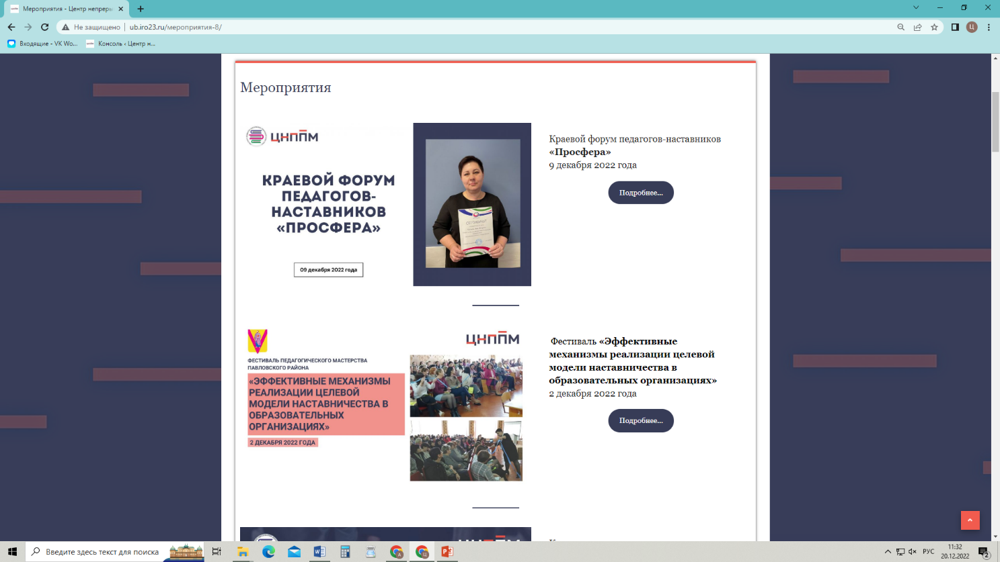 Мероприятия - Центр непреры
Не защищено
ub.iro23.ru/мероприятия-8/
Входящие - VK Wo...
Консоль ‹ Центр н...
Мероприятия
ЦНППМ
КРАЕВОЙ ФОРУМ
ПЕДАГОГОВ-
НАСТАВНИКОВ
«ПРОСФЕРА»
09 декабря 2022 года
СЕРТИФИКАТ
Краевой форум педагогов-наставников
«Просфера»
9 декабря 2022 года
Подробнее...
ЦНППМ
ФЕСТИВАЛЬ ПЕДАГОГИЧЕСКОГО МАСТЕРСТВА
ПАВЛОВСКОГО РАЙОНА
«ЭФФЕКТИВНЫЕ МЕХАНИЗМЫ
РЕАЛИЗАЦИИ ЦЕЛЕВОЙ
МОДЕЛИ НАСТАВНИЧЕСТВА В
ОБРАЗОВАТЕЛЬНЫХ
ОРГАНИЗАЦИЯХ»
2 ДЕКАБРЯ 2022 ГОДА
Фестиваль «Эффективные
механизмы реализации целевой
модели наставничества в
образовательных организациях»
2 декабря 2022 года
Подробнее...
Введите здесь текст для поиска
РУС
11:32
20.12.2022
2